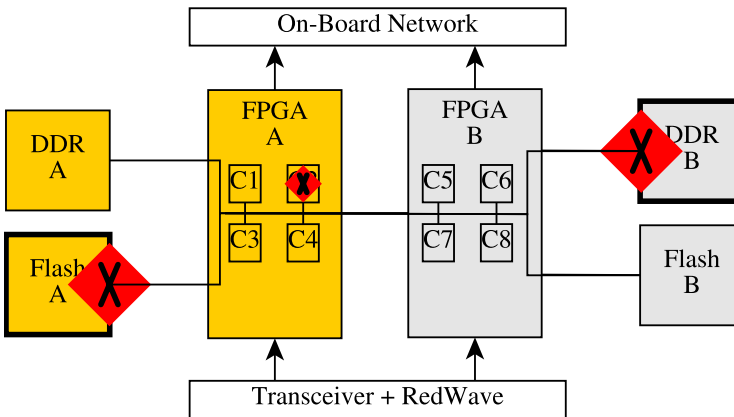 On-Board Network
FPGA
A
FPGA
B
DDR
A
DDR
B
C1
C5
C6
C3
C4
C7
C8
Flash
A
Flash
B
Transceiver + RedWave